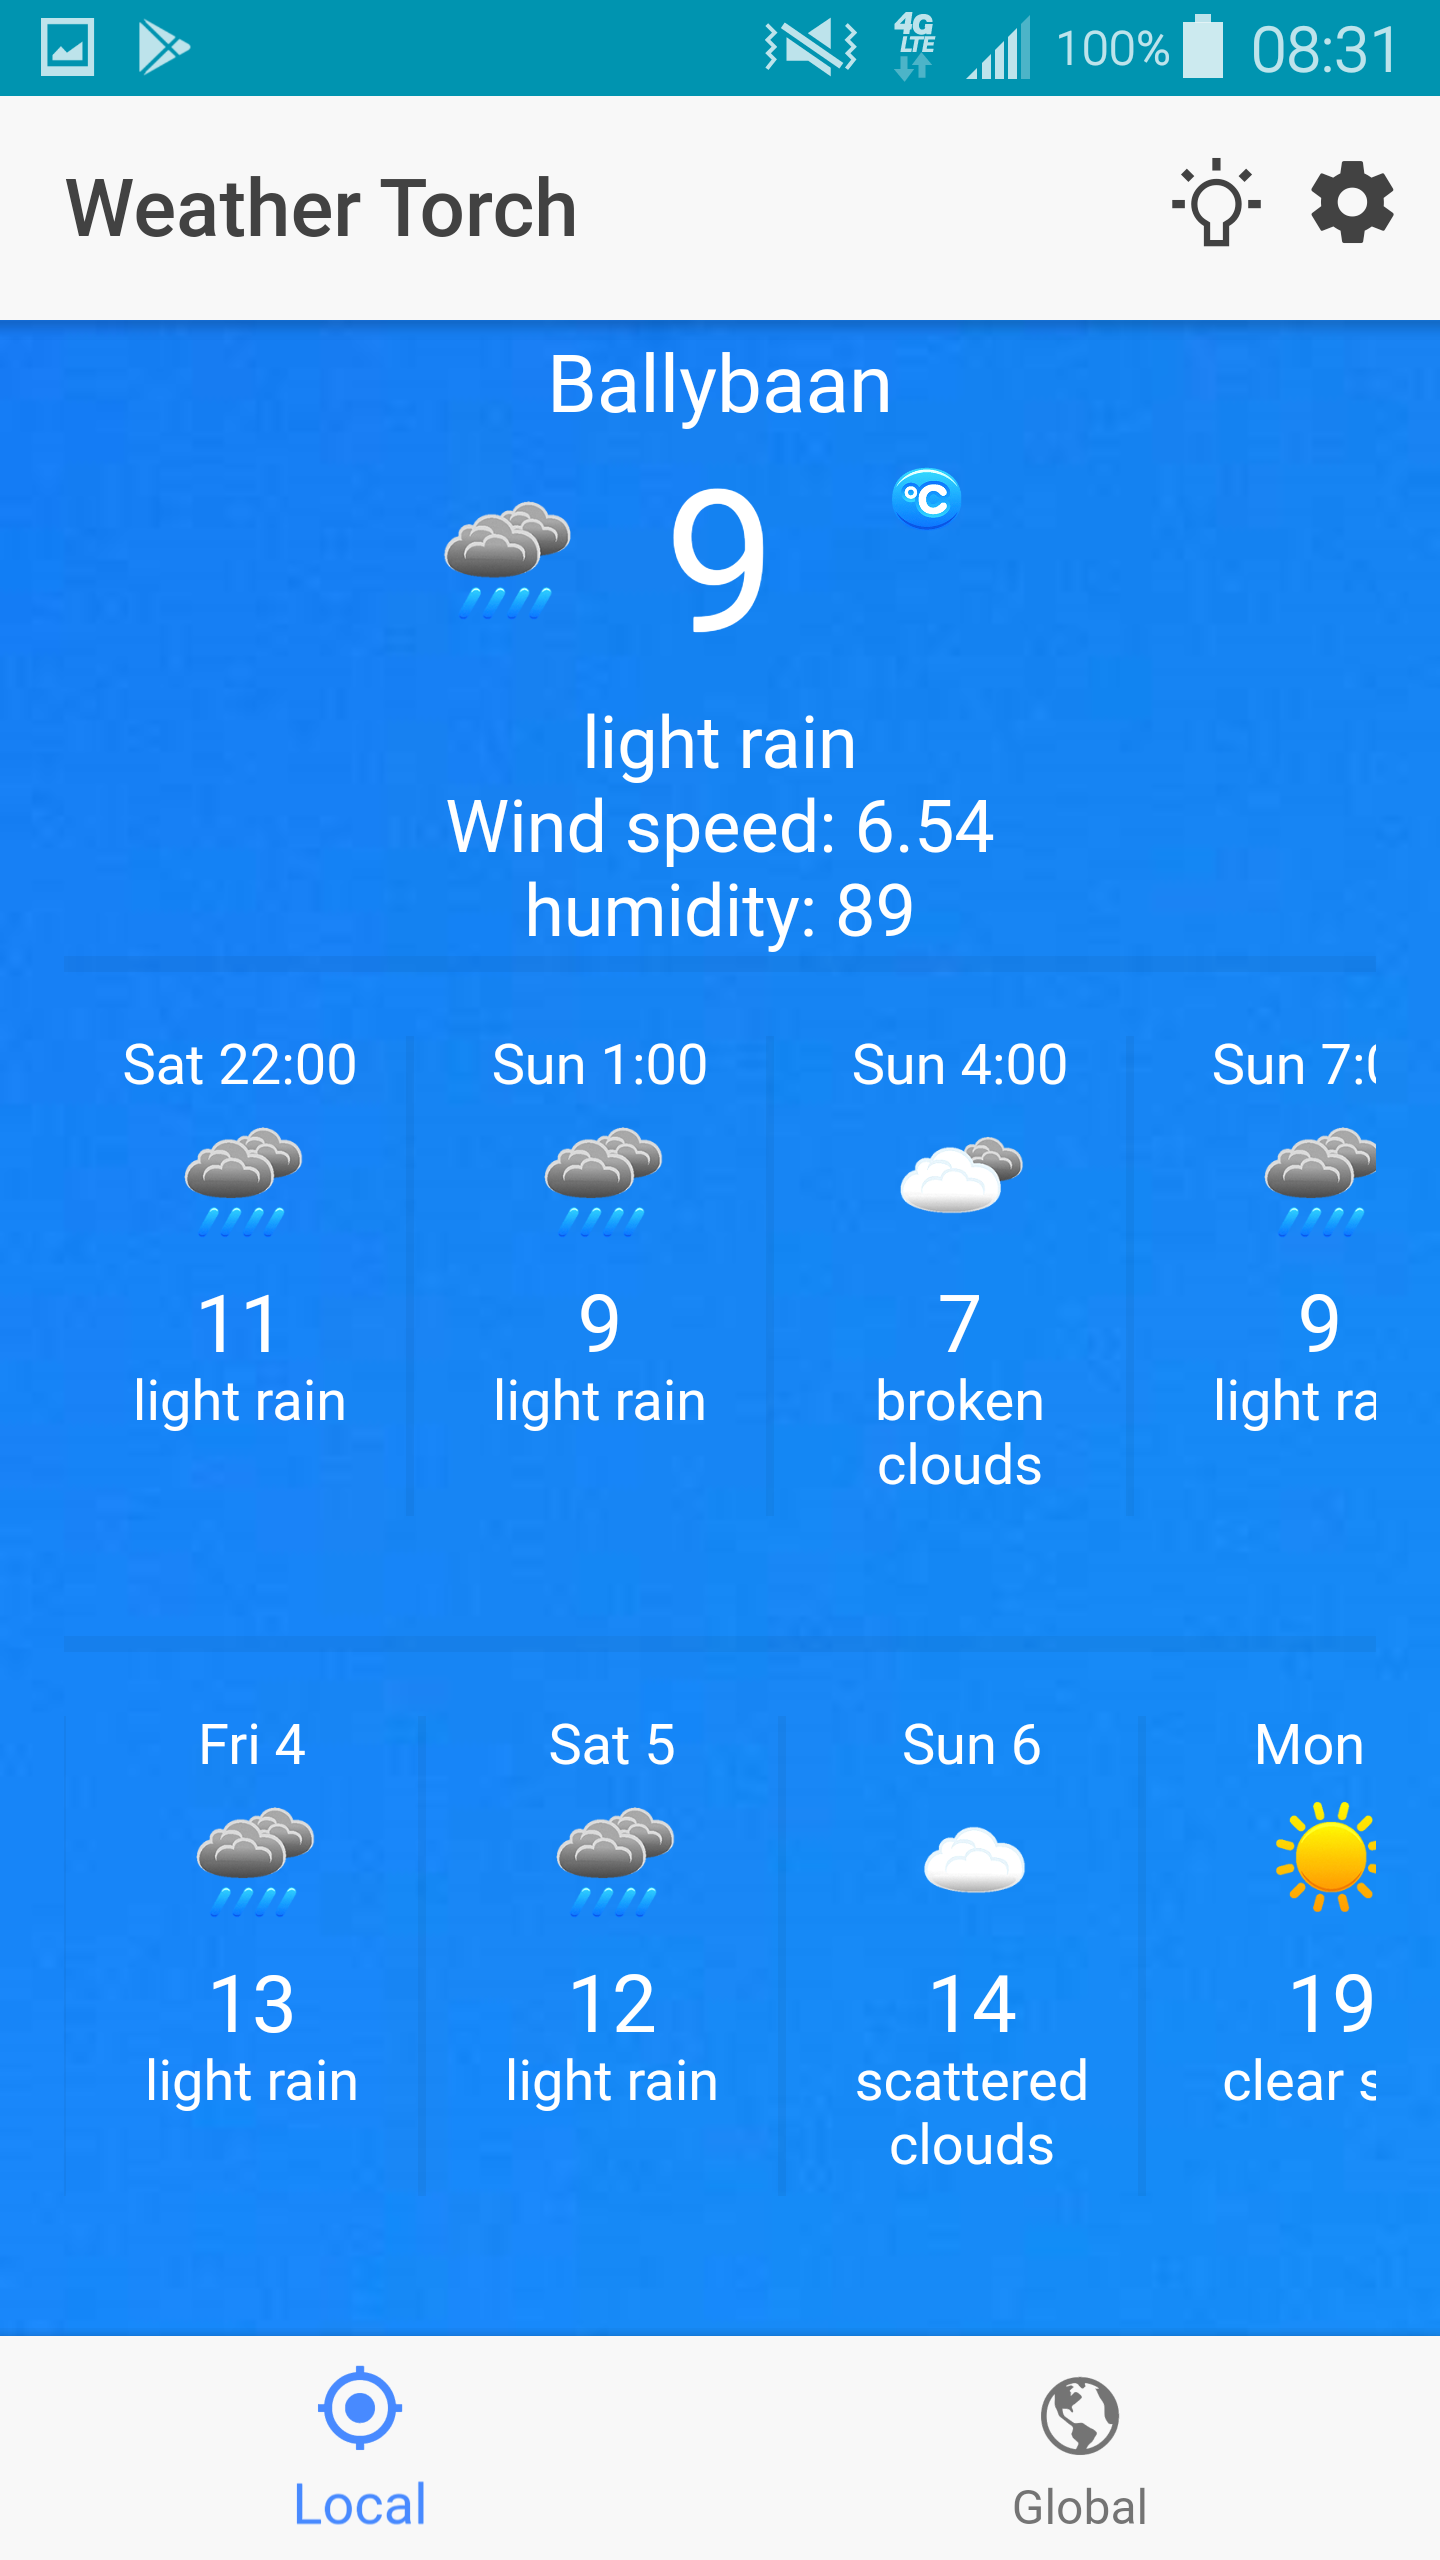 4G LTE 100% 08:31
Weather Torch
Ballybaan
9 °C
light rain
Wind speed: 6.54
humidity: 89
Sat 22:00 Sun 1:00 Sun 4:00 Sun 7:0
11 9 7 9
light rain light rain broken clouds light ra
Fri 4 Sat 5 Sun 6 Mon
13 12 14 19
light rain light rain scattered clouds clear s
Local Global